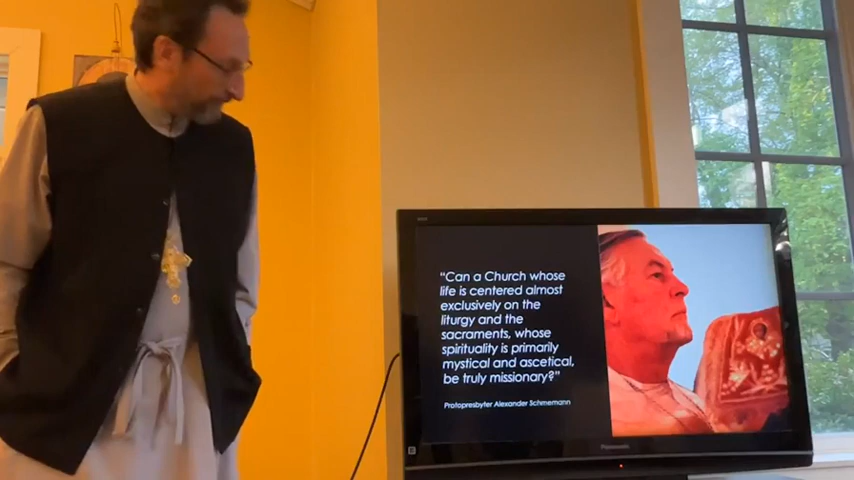 "Can a Church whose
life is centered almost
exclusively on the
liturgy and the
sacraments, whose
spirituality is primarily
mystical and ascetical,
be truly missionary?"
Protopresbyter Alexander Schmemann
Panasonic